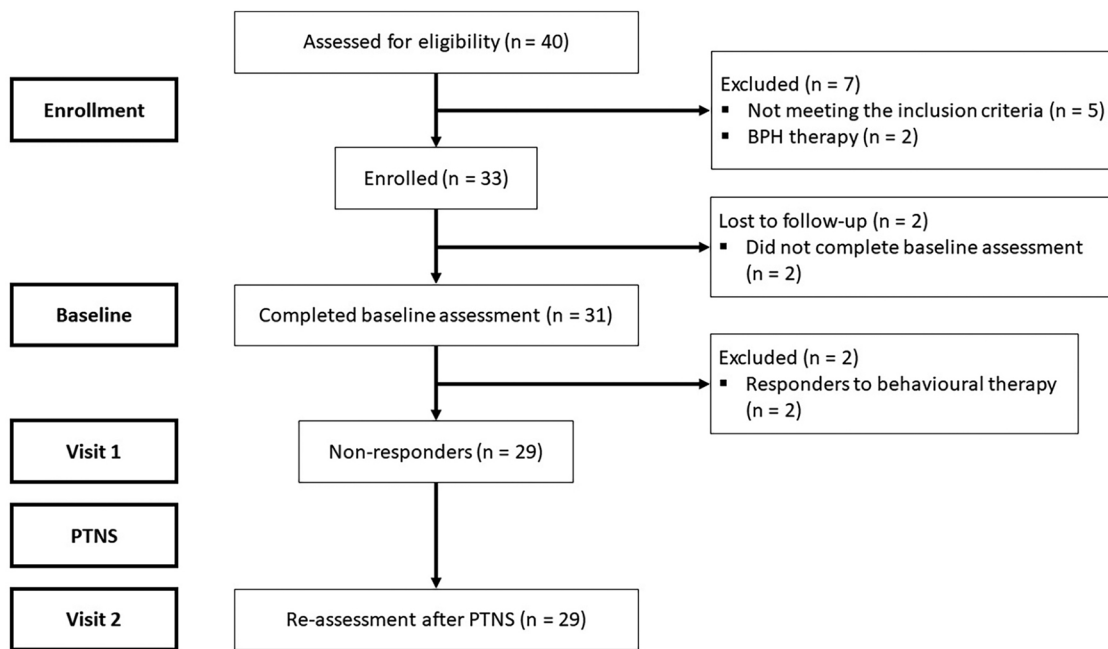 Assessed for eligibility (n = 40)
Enrollment
Excluded (n = 7)
▪ Not meeting the inclusion criteria (n = 5)
▪ BPH therapy (n = 2)
Enrolled (n = 33)
Lost to follow-up (n = 2)
▪ Did not complete baseline assessment
(n = 2)
Baseline
Completed baseline assessment (n = 31)
Excluded (n = 2)
▪ Responders to behavioural therapy
(n = 2)
Visit 1
Non-responders (n = 29)
PTNS
Visit 2
Re-assessment after PTNS (n = 29)